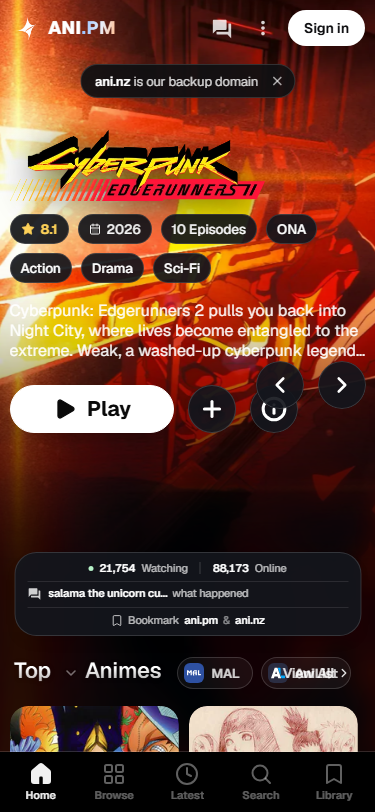 ANI.PM
Sign in
ani.nz is our backup domain
CYBERPUNK
EDGERUNNERS II
8.1
2026
10 Episodes
ONA
Action
Drama
Sci-Fi
Cyberpunk: Edgerunners 2 pulls you back into
Night City, where lives become entangled to the
extreme. Weak, a washed-up cyberpunk legend...
Play
21,754 Watching
88,173 Online
salama the unicorn cu... what happened
Bookmark ani.pm & ani.nz
Top
Animes
MAL
MAL
View All
Home
Browse
Latest
Search
Library